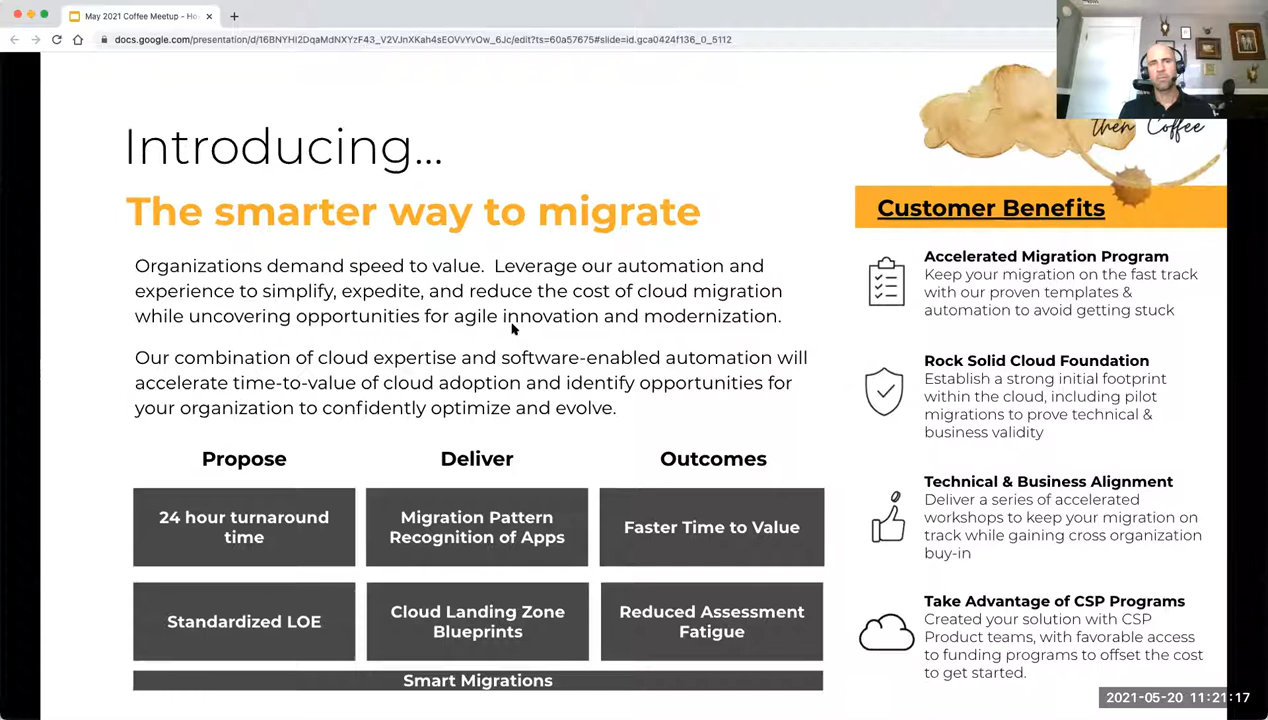 May 2021 Coffee Meetup - Ho
docs.google.com/presentation/d/16BNYHI2DqaMdNXYzF43_V2VJnXKah4sEOVvYvOw_6Jc/edit?ts=60a57675#slide=id.gca0424f136_0_5112
then Coffee
Introducing...
The smarter way to migrate
Organizations demand speed to value.  Leverage our automation and
experience to simplify, expedite, and reduce the cost of cloud migration
while uncovering opportunities for agile innovation and modernization.
Our combination of cloud expertise and software-enabled automation will
accelerate time-to-value of cloud adoption and identify opportunities for
your organization to confidently optimize and evolve.
Propose
Deliver
Outcomes
24 hour turnaround
time
Migration Pattern
Recognition of Apps
Faster Time to Value
Standardized LOE
Cloud Landing Zone
Blueprints
Reduced Assessment
Fatigue
Smart Migrations
Customer Benefits
Accelerated Migration Program
Keep your migration on the fast track
with our proven templates &
automation to avoid getting stuck
Rock Solid Cloud Foundation
Establish a strong initial footprint
within the cloud, including pilot
migrations to prove technical &
business validity
Technical & Business Alignment
Deliver a series of accelerated
workshops to keep your migration on
track while gaining cross organization
buy-in
Take Advantage of CSP Programs
Created your solution with CSP
Product teams, with favorable access
to funding programs to offset the cost
to get started.
2021-05-20 11:21:17